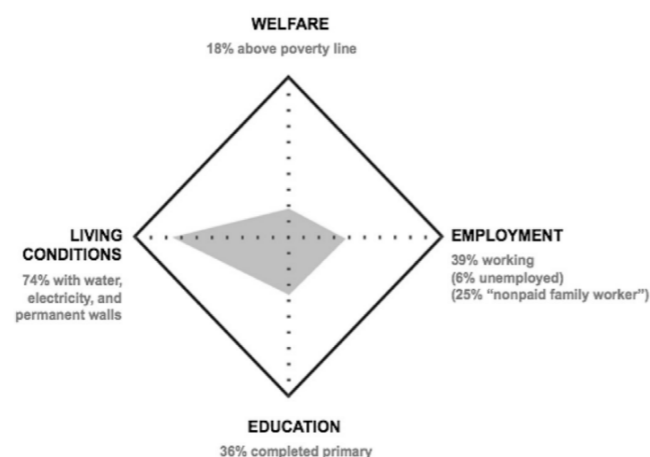 WELFARE
18% above poverty line
LIVING
CONDITIONS
74% with water,
electricity, and
permanent walls
EMPLOYMENT
39% working
(6% unemployed)
(25% “nonpaid family worker”)
EDUCATION
36% completed primary